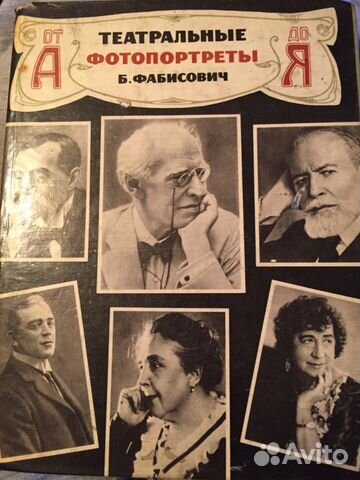 ОТ А
ТЕАТРАЛЬНЫЕ
ФОТОПОРТРЕТЫ
Б. ФАБИСОВИЧ
ДО Я
Avito